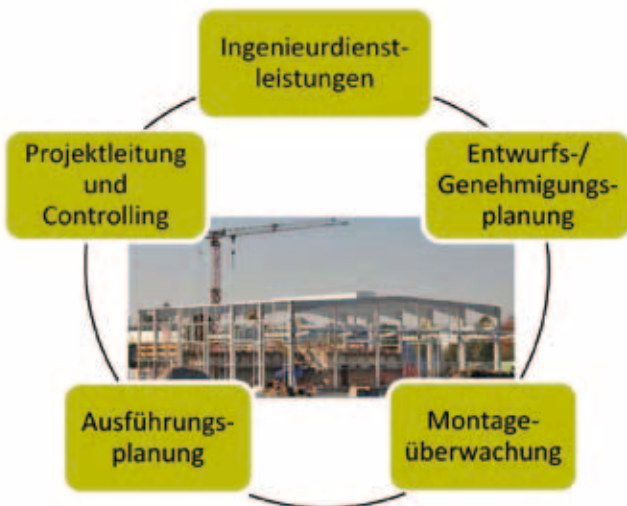 Ingenieurdienst-
leistungen
Entwurfs-/
Genehmigungs-
planung
Montage-
überwachung
Ausführungs-
planung
Projektleitung
und
Controlling